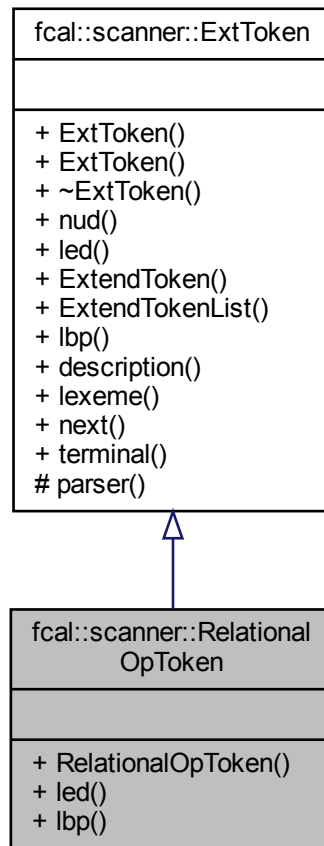 fcal::scanner::ExtToken
+ ExtToken()
+ ExtToken()
+ ~ExtToken()
+ nud()
+ led()
+ ExtendToken()
+ ExtendTokenList()
+ lbp()
+ description()
+ lexeme()
+ next()
+ terminal()
# parser()
fcal::scanner::Relational
OpToken
+ RelationalOpToken()
+ led()
+ lbp()